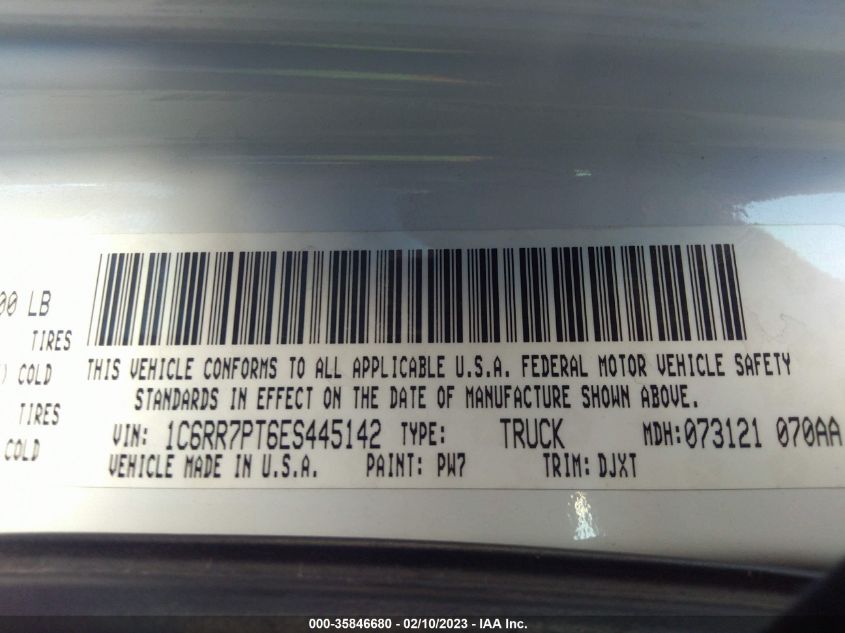 00 LB
TIRES
) COLD
TIRES
COLD
THIS VEHICLE CONFORMS TO ALL APPLICABLE U.S.A. FEDERAL MOTOR VEHICLE SAFETY
STANDARDS IN EFFECT ON THE DATE OF MANUFACTURE SHOWN ABOVE.
VIN: 1C6RR7PT6ES445142 TYPE: TRUCK MDH:073121 070AA
VEHICLE MADE IN U.S.A. PAINT: PW7 TRIM: DJXT
000-35846680 - 02/10/2023 - IAA Inc.